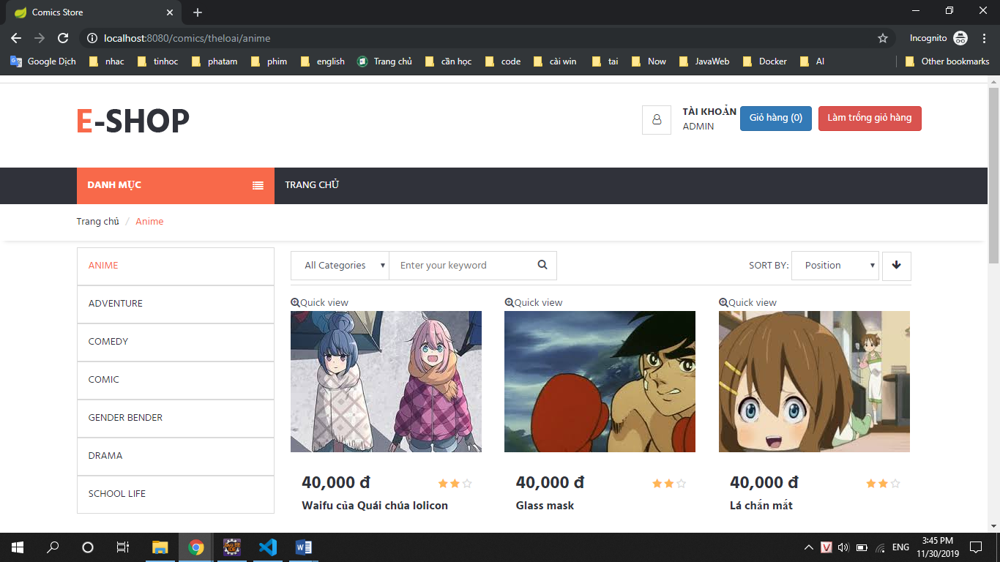 Comics Store
localhost:8080/comics/theloai/anime
Incognito
Google Dịch nhac tinhoc phatam phim english Trang chủ cần học code cài win tai Now JavaWeb Docker AI Other bookmarks
E-SHOP
TÀI KHOẢN
ADMIN
Giỏ hàng (0)
Làm trống giỏ hàng
DANH MỤC
TRANG CHỦ
Trang chủ / Anime
ANIME
ADVENTURE
COMEDY
COMIC
GENDER BENDER
DRAMA
SCHOOL LIFE
All Categories Enter your keyword SORT BY: Position
Quick view Quick view Quick view
40,000 đ 40,000 đ 40,000 đ
Waifu của Quái chúa lolicon Glass mask Lá chắn mắt
Java EE
IDE
ENG
3:45 PM
11/30/2019